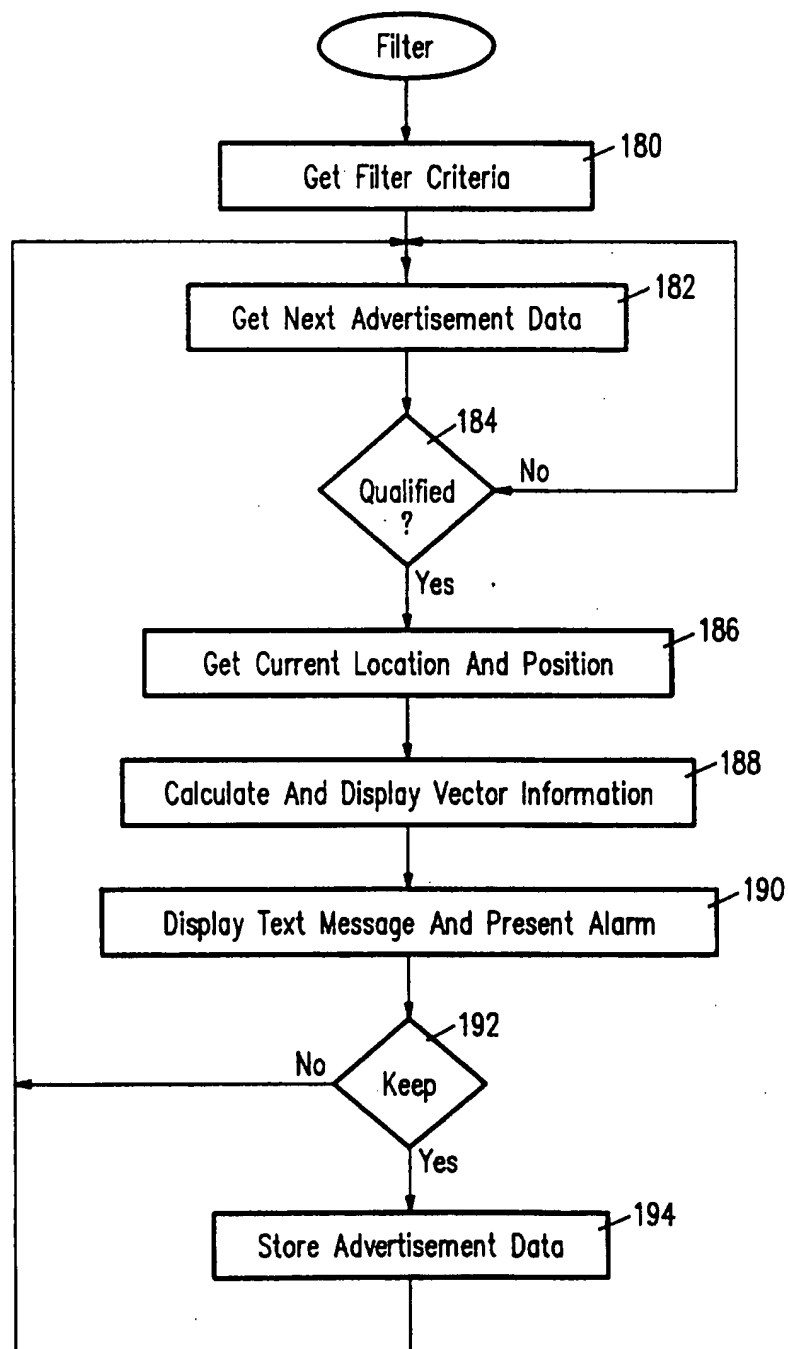 Filter
180
Get Filter Criteria
182
Get Next Advertisement Data
184
Qualified
?
No
Yes
186
Get Current Location And Position
188
Calculate And Display Vector Information
190
Display Text Message And Present Alarm
192
No
Keep
Yes
194
Store Advertisement Data